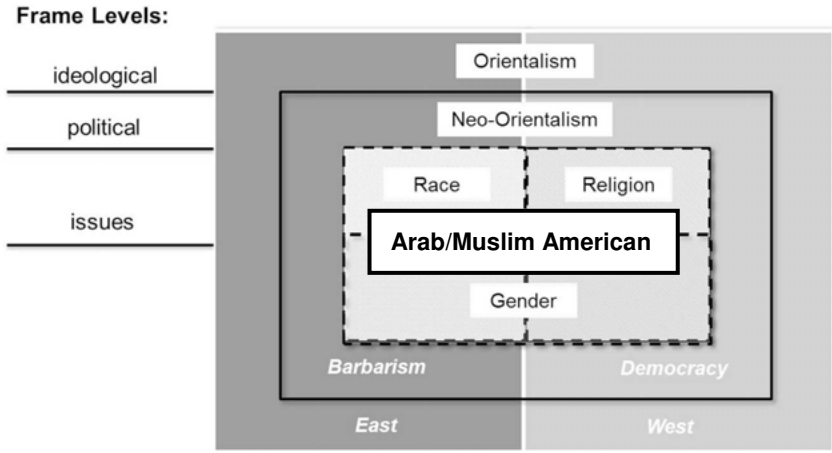 Frame Levels:
ideological
political
issues
Orientalism
Neo-Orientalism
Race
Religion
Arab/Muslim American
Gender
Barbarism
Democracy
East
West